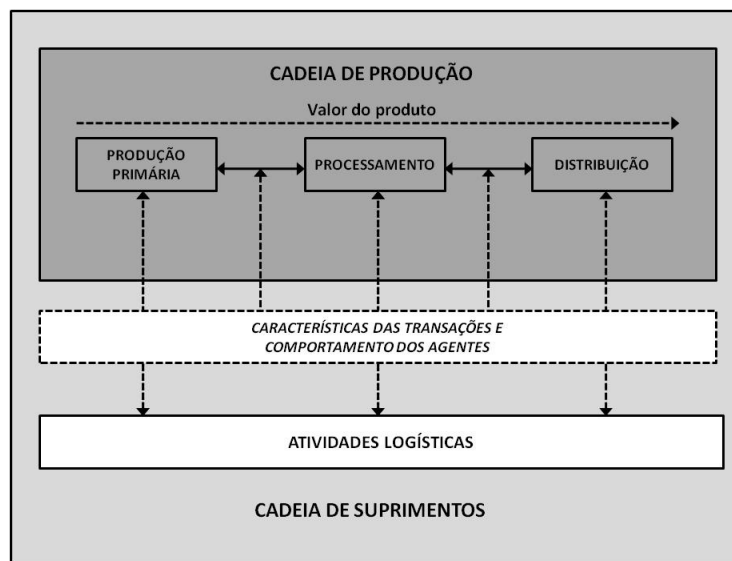 CADEIA DE PRODUÇÃO
Valor do produto
PRODUÇÃO
PRIMÁRIA
PROCESSAMENTO
DISTRIBUIÇÃO
CARACTERÍSTICAS DAS TRANSAÇÕES E
COMPORTAMENTO DOS AGENTES
ATIVIDADES LOGÍSTICAS
CADEIA DE SUPRIMENTOS